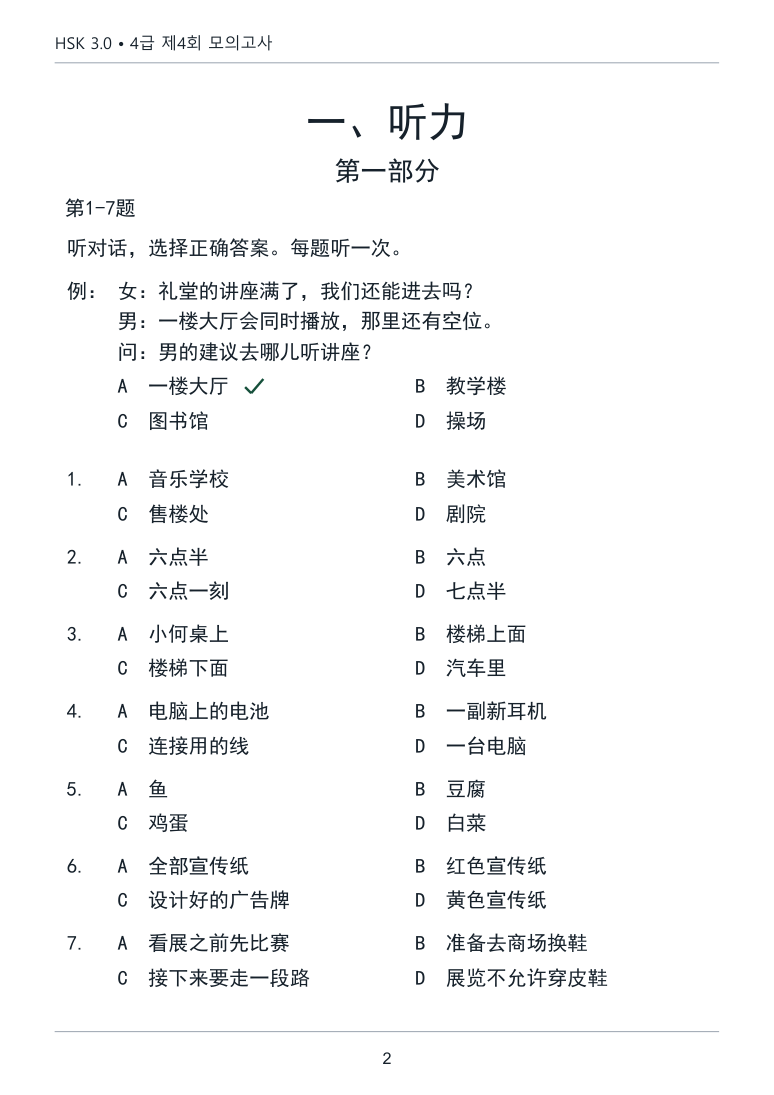 HSK 3.0 • 4급 제4회 모의고사
一、听力
第一部分
第1-7题
听对话，选择正确答案。每题听一次。
例： 女：礼堂的讲座满了，我们还能进去吗？
男：一楼大厅会同时播放，那里还有空位。
问：男的建议去哪儿听讲座？
A 一楼大厅 ✓ B 教学楼
C 图书馆 D 操场
1. A 音乐学校 B 美术馆
C 售楼处 D 剧院
2. A 六点半 B 六点
C 六点一刻 D 七点半
3. A 小何桌上 B 楼梯上面
C 楼梯下面 D 汽车里
4. A 电脑上的电池 B 一副新耳机
C 连接用的线 D 一台电脑
5. A 鱼 B 豆腐
C 鸡蛋 D 白菜
6. A 全部宣传纸 B 红色宣传纸
C 设计好的广告牌 D 黄色宣传纸
7. A 看展之前先比赛 B 准备去商场换鞋
C 接下来要走一段路 D 展览不允许穿皮鞋
2